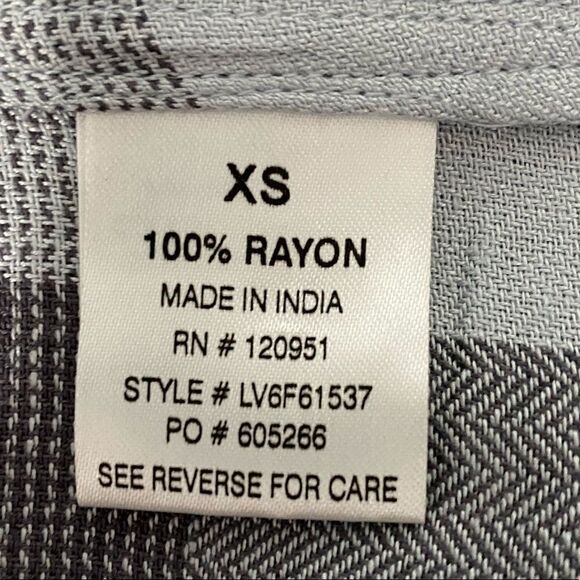 XS
100% RAYON
MADE IN INDIA
RN # 120951
STYLE # LV6F61537
PO # 605266
SEE REVERSE FOR CARE